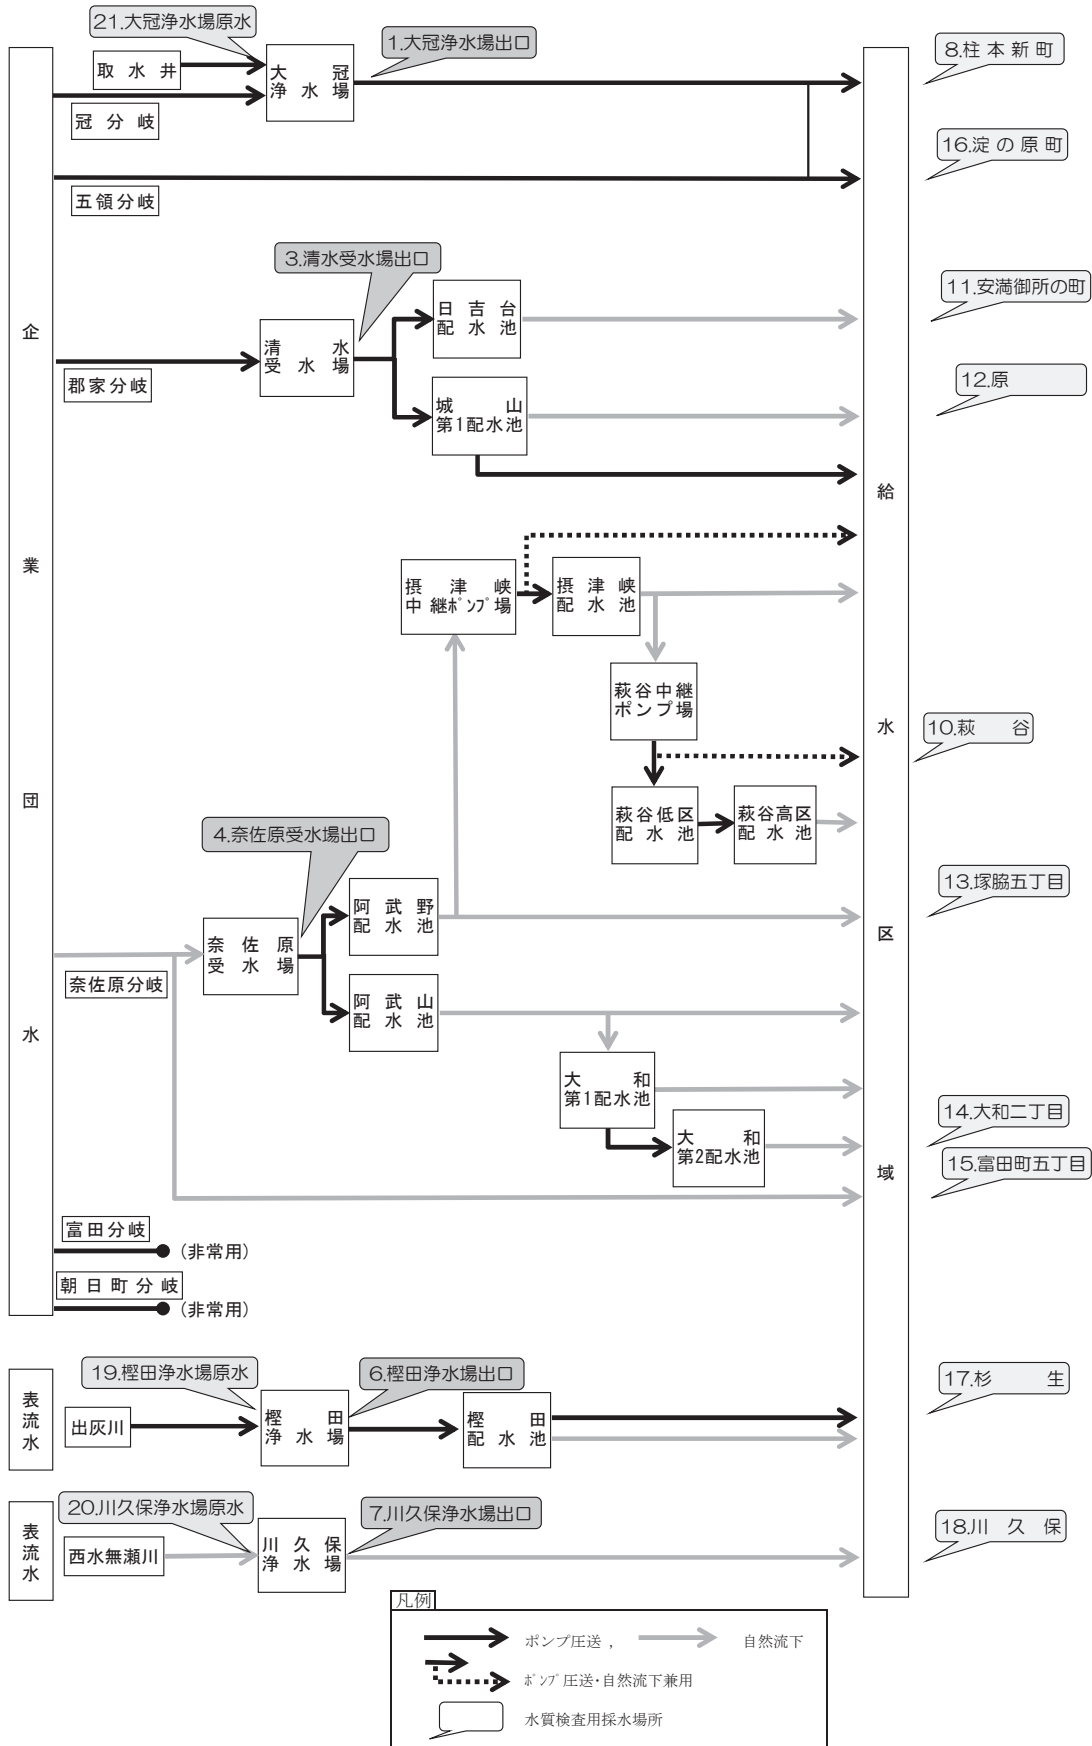 21.大冠浄水場原水
1.大冠浄水場出口
8.柱本新町
取水井
大冠
浄水場
冠分岐
16.淀の原町
五領分岐
3.清水受水場出口
11.安満御所の町
日吉台
配水池
清水
受水場
郡家分岐
12.原
城山
第1配水池
企
業
団
水
給
水
区
域
摂津峡
中継ポンプ場
摂津峡
配水池
萩谷中継
ポンプ場
10.萩谷
萩谷低区
配水池
萩谷高区
配水池
4.奈佐原受水場出口
13.塚脇五丁目
阿武野
配水池
奈佐原
受水場
奈佐原分岐
阿武山
配水池
大和
第1配水池
14.大和二丁目
大和
第2配水池
15.富田町五丁目
富田分岐
(非常用)
朝日町分岐
(非常用)
19.樫田浄水場原水
6.樫田浄水場出口
17.杉生
表流水
出灰川
樫田
浄水場
樫田
配水池
20.川久保浄水場原水
7.川久保浄水場出口
18.川久保
表流水
西水無瀬川
川久保
浄水場
凡例
ポンプ圧送 , 自然流下
ポンプ圧送・自然流下兼用
水質検査用採水場所